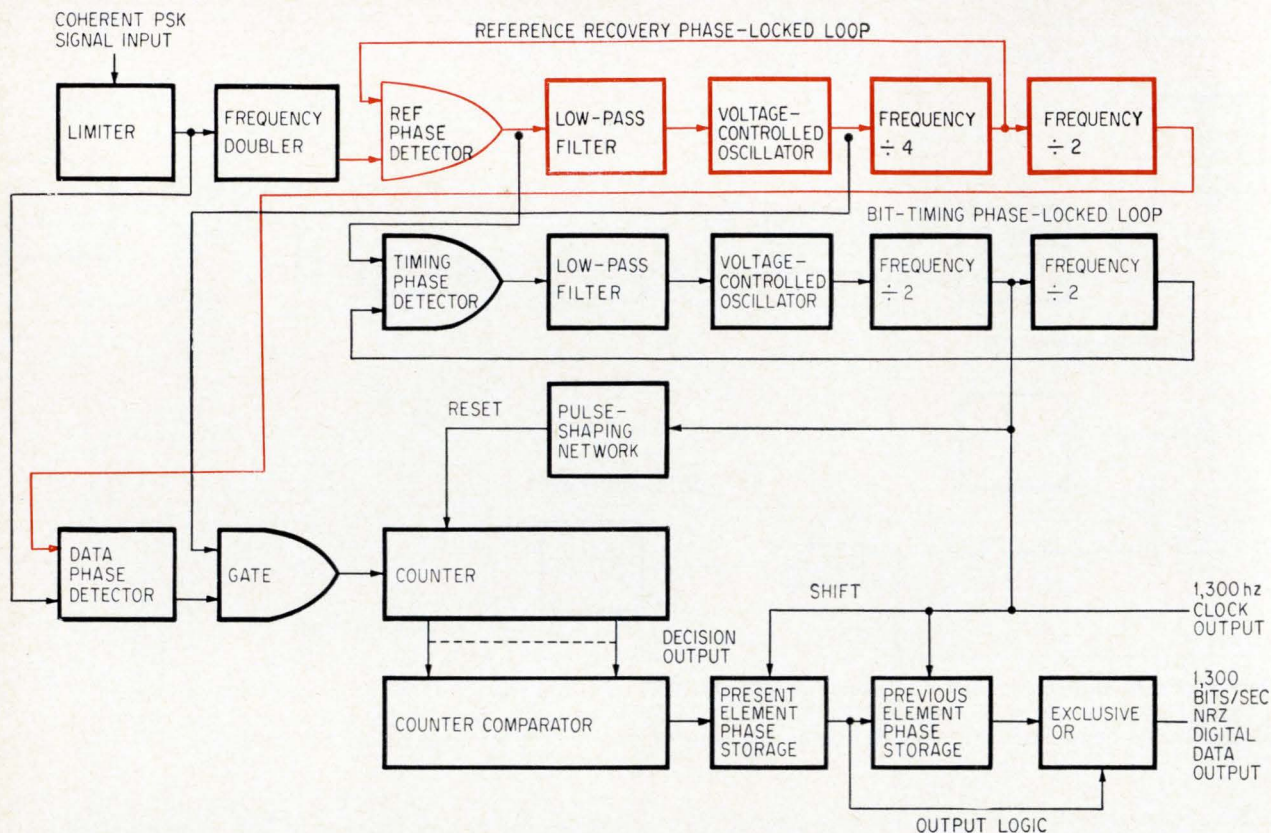 COHERENT PSK
SIGNAL INPUT
REFERENCE RECOVERY PHASE-LOCKED LOOP
LIMITER
FREQUENCY
DOUBLER
REF
PHASE
DETECTOR
LOW-PASS
FILTER
VOLTAGE-
CONTROLLED
OSCILLATOR
FREQUENCY
÷ 4
FREQUENCY
÷ 2
BIT-TIMING PHASE-LOCKED LOOP
TIMING
PHASE
DETECTOR
LOW-PASS
FILTER
VOLTAGE-
CONTROLLED
OSCILLATOR
FREQUENCY
÷ 2
FREQUENCY
÷ 2
RESET
PULSE-
SHAPING
NETWORK
DATA
PHASE
DETECTOR
GATE
COUNTER
SHIFT
1,300 hz
CLOCK
OUTPUT
DECISION
OUTPUT
COUNTER COMPARATOR
PRESENT
ELEMENT
PHASE
STORAGE
PREVIOUS
ELEMENT
PHASE
STORAGE
EXCLUSIVE
OR
1,300
BITS/SEC
NRZ
DIGITAL
DATA
OUTPUT
OUTPUT LOGIC